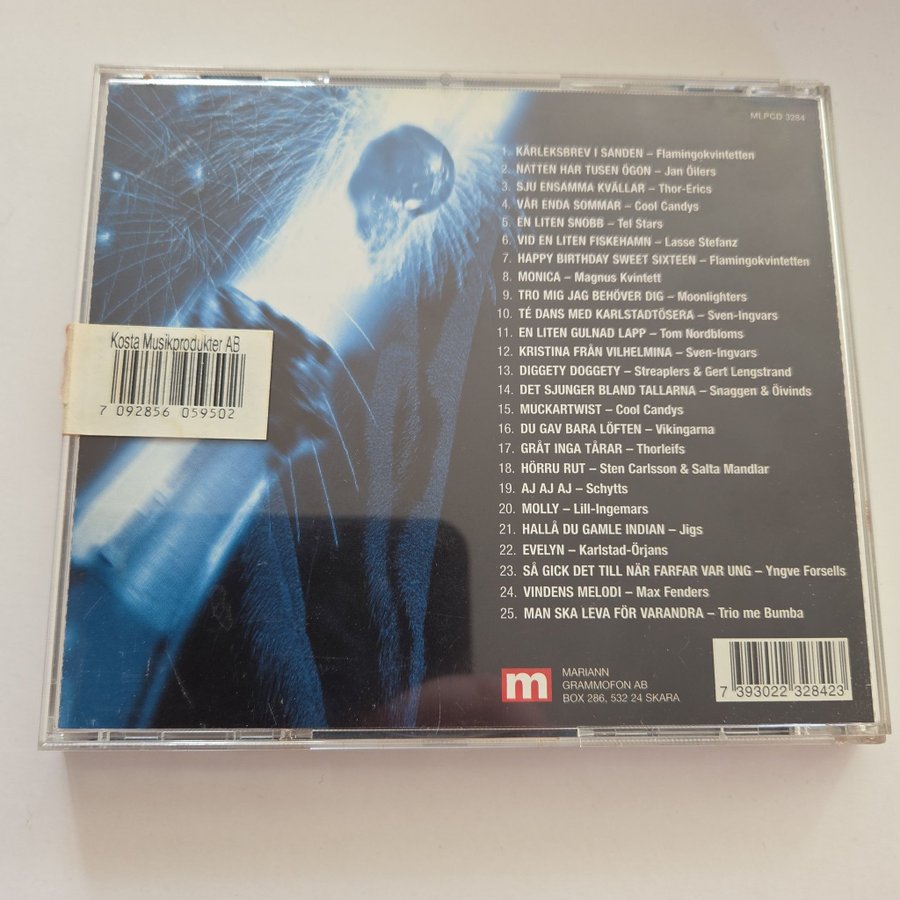 MLPCD 3284
1. KÄRLEKSBREV I SANDEN – Flamingokvintetten
2. NATTEN HAR TUSEN ÖGON – Jan Öilers
3. SJU ENSAMMA KVÄLLAR – Thor-Erics
4. VÅR ENDA SOMMAR – Cool Candys
5. EN LITEN SNOBB – Tel Stars
6. VID EN LITEN FISKEHAMN – Lasse Stefanz
7. HAPPY BIRTHDAY SWEET SIXTEEN – Flamingokvintetten
8. MONICA – Magnus Kvintett
9. TRO MIG JAG BEHÖVER DIG – Moonlighters
10. TÉ DANS MED KARLSTADTÖSERA – Sven-Ingvars
11. EN LITEN GULNAD LAPP – Tom Nordbloms
12. KRISTINA FRÅN VILHELMINA – Sven-Ingvars
13. DIGGETY DOGGETY – Streaplers & Gert Lengstrand
14. DET SJUNGER BLAND TALLARNA – Snaggen & Öivinds
15. MUCKARTWIST – Cool Candys
16. DU GAV BARA LÖFTEN – Vikingarna
17. GRÅT INGA TÅRAR – Thorleifs
18. HÖRRU RUT – Sten Carlsson & Salta Mandlar
19. AJ AJ AJ – Schytts
20. MOLLY – Lill-Ingemars
21. HALLÅ DU GAMLE INDIAN – Jigs
22. EVELYN – Karlstad-Örjans
23. SÅ GICK DET TILL NÄR FARFAR VAR UNG – Yngve Forsells
24. VINDENS MELODI – Max Fenders
25. MAN SKA LEVA FÖR VARANDRA – Trio me Bumba
Kosta Musikprodukter AB
7 092856 059502
m
MARIANN
GRAMMOFON AB
BOX 286, 532 24 SKARA
7 393022 328423